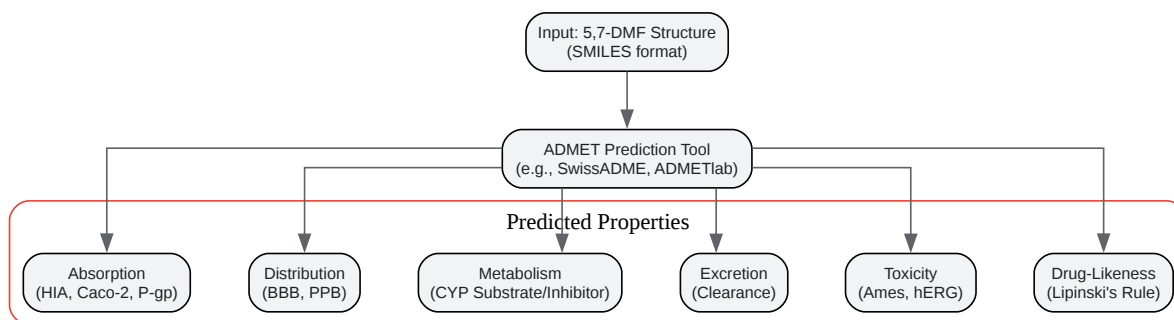 Input: 5,7-DMF Structure
(SMILES format)
ADMET Prediction Tool
(e.g., SwissADME, ADMETlab)
Predicted Properties
Absorption
(HIA, Caco-2, P-gp)
Distribution
(BBB, PPB)
Metabolism
(CYP Substrate/Inhibitor)
Excretion
(Clearance)
Toxicity
(Ames, hERG)
Drug-Likeness
(Lipinski's Rule)